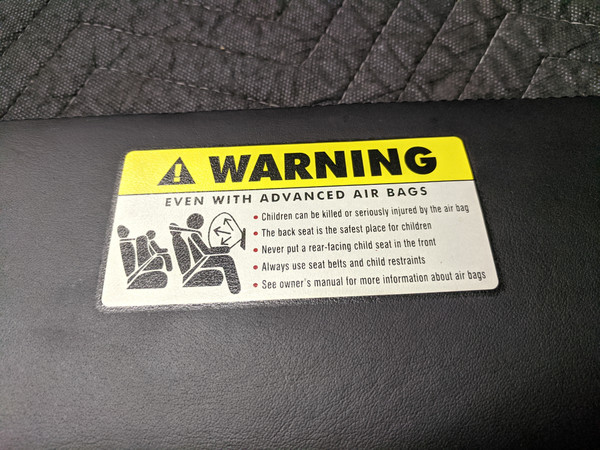 WARNING
EVEN WITH ADVANCED AIR BAGS
• Children can be killed or seriously injured by the air bag
• The back seat is the safest place for children
• Never put a rear-facing child seat in the front
• Always use seat belts and child restraints
• See owner's manual for more information about air bags